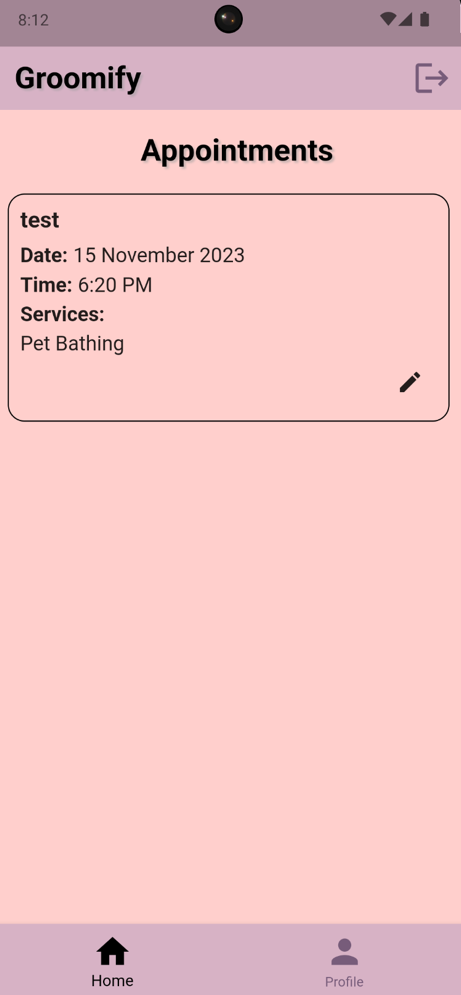 8:12
Groomify
Appointments
test
Date: 15 November 2023
Time: 6:20 PM
Services:
Pet Bathing
Home
Profile